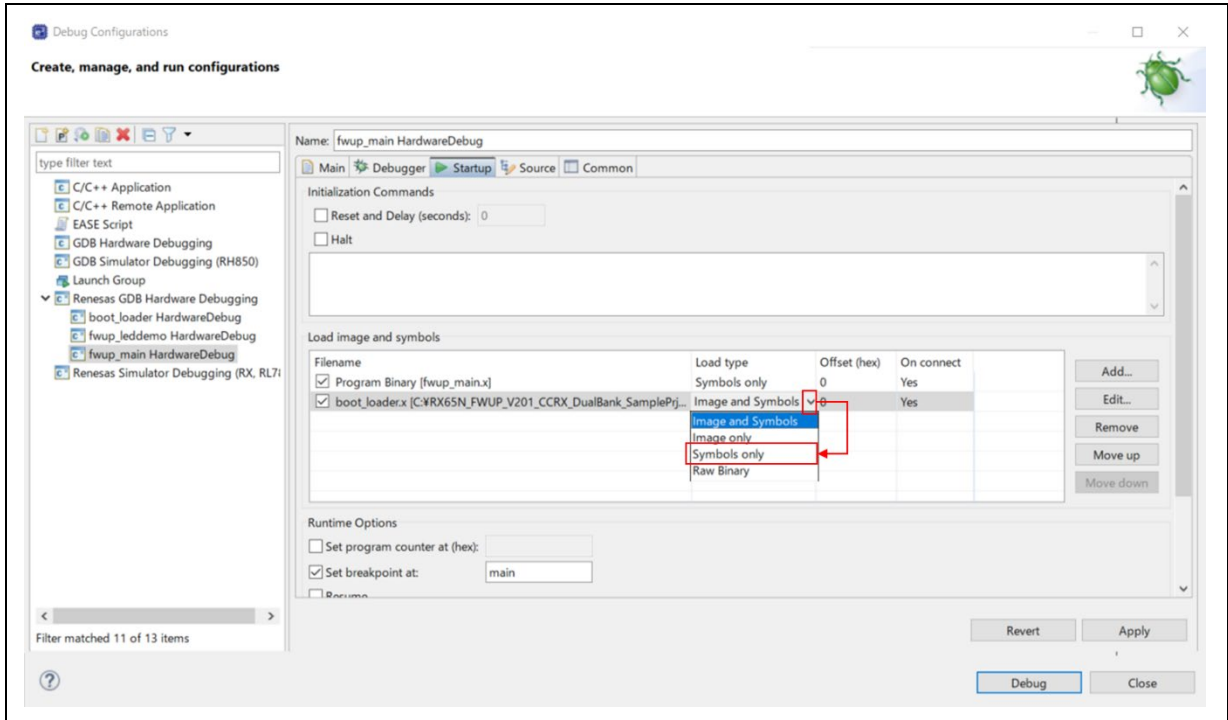 Debug Configurations
Create, manage, and run configurations
type filter text
C/C++ Application
C/C++ Remote Application
EASE Script
GDB Hardware Debugging
GDB Simulator Debugging (RH850)
Launch Group
Renesas GDB Hardware Debugging
boot_loader HardwareDebug
fwup_leddemo HardwareDebug
fwup_main HardwareDebug
Renesas Simulator Debugging (RX, RL78
Filter matched 11 of 13 items
Name: fwup_main HardwareDebug
Main Debugger Startup Source Common
Initialization Commands
Reset and Delay (seconds): 0
Halt
Load image and symbols
Filename Load type Offset (hex) On connect
Program Binary [fwup_main.x] Symbols only 0 Yes
boot_loader.x [C:¥RX65N_FWUP_V201_CCRX_DualBank_SamplePrj... Image and Symbols 0 Yes
Image and Symbols
Image only
Symbols only
Raw Binary
Add...
Edit...
Remove
Move up
Move down
Runtime Options
Set program counter at (hex):
Set breakpoint at: main
Resume
Revert Apply
Debug Close